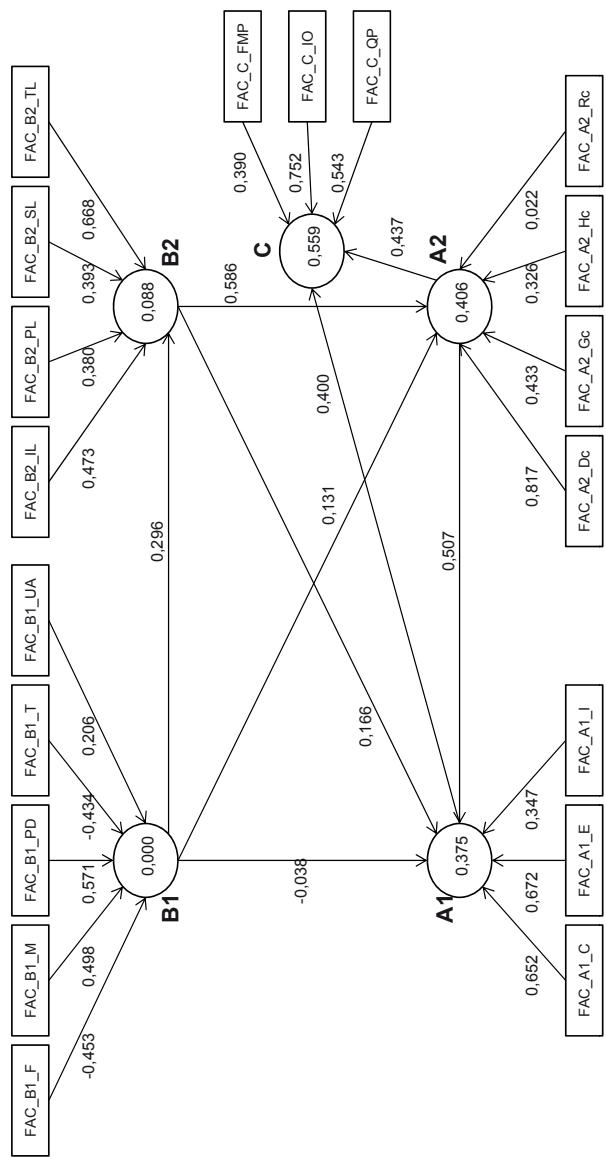 FAC_B1_F
FAC_B1_M
FAC_B1_PD
FAC_B1_T
FAC_B1_UA
FAC_B2_IL
FAC_B2_PL
FAC_B2_SL
FAC_B2_TL
-0,453
0,498
0,571
-0,434
0,206
0,473
0,380
0,393
0,668
0,000
B1
0,296
0,088
B2
FAC_C_FMP
FAC_C_IO
FAC_C_QP
0,390
0,752
0,543
C
0,559
-0,038
0,166
0,131
0,400
0,586
0,437
A1
0,375
0,507
0,406
A2
0,652
0,672
0,347
0,817
0,433
0,326
0,022
FAC_A1_C
FAC_A1_E
FAC_A1_I
FAC_A2_Dc
FAC_A2_Gc
FAC_A2_Hc
FAC_A2_Rc